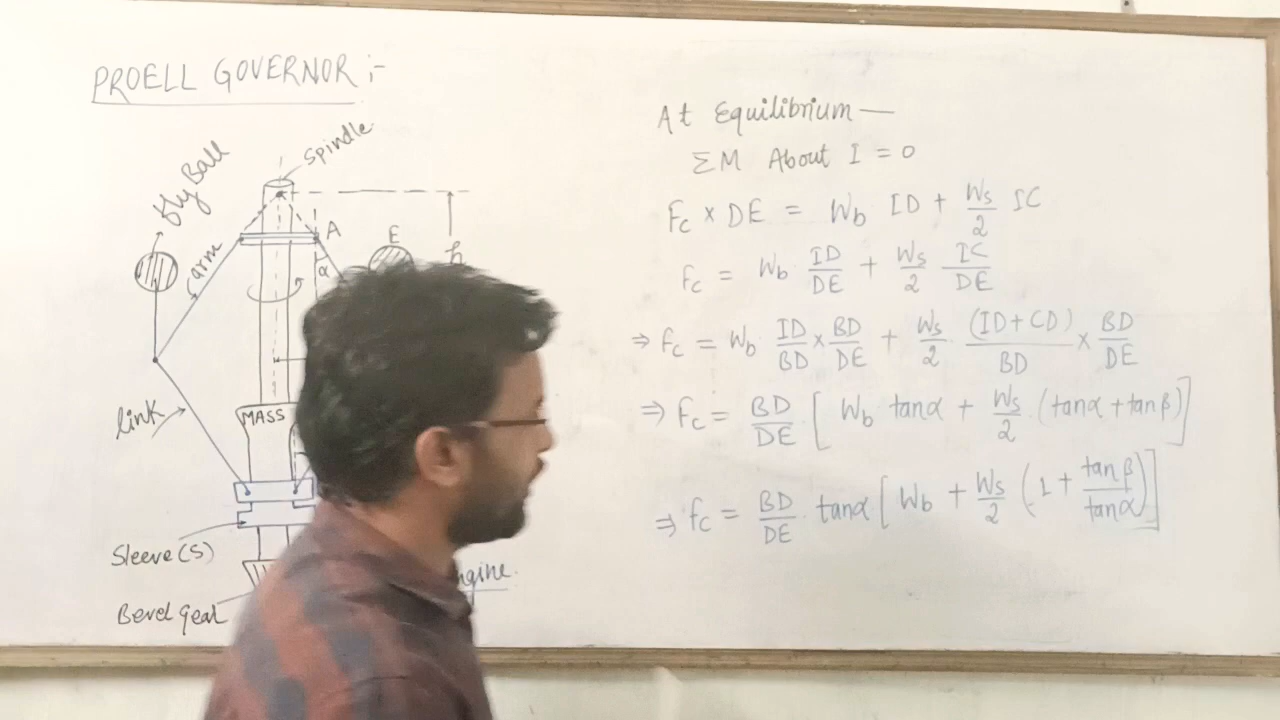 PROELL GOVERNOR :-
Spindle
fly Ball
A
arm
E
α
h
link
MASS
Sleeve(S)
Bevel Gear
ngine.
At Equilibrium —
ΣM About I = 0
Fc × DE = Wb ID + Ws/2 IC
Fc = Wb ID/DE + Ws/2 IC/DE
⇒ Fc = Wb ID/BD × BD/DE + Ws/2 (ID+CD)/BD × BD/DE
⇒ Fc = BD/DE [ Wb tanα + Ws/2 (tanα + tanβ) ]
⇒ Fc = BD/DE tanα [ Wb + Ws/2 (1 + tanβ/tanα) ]